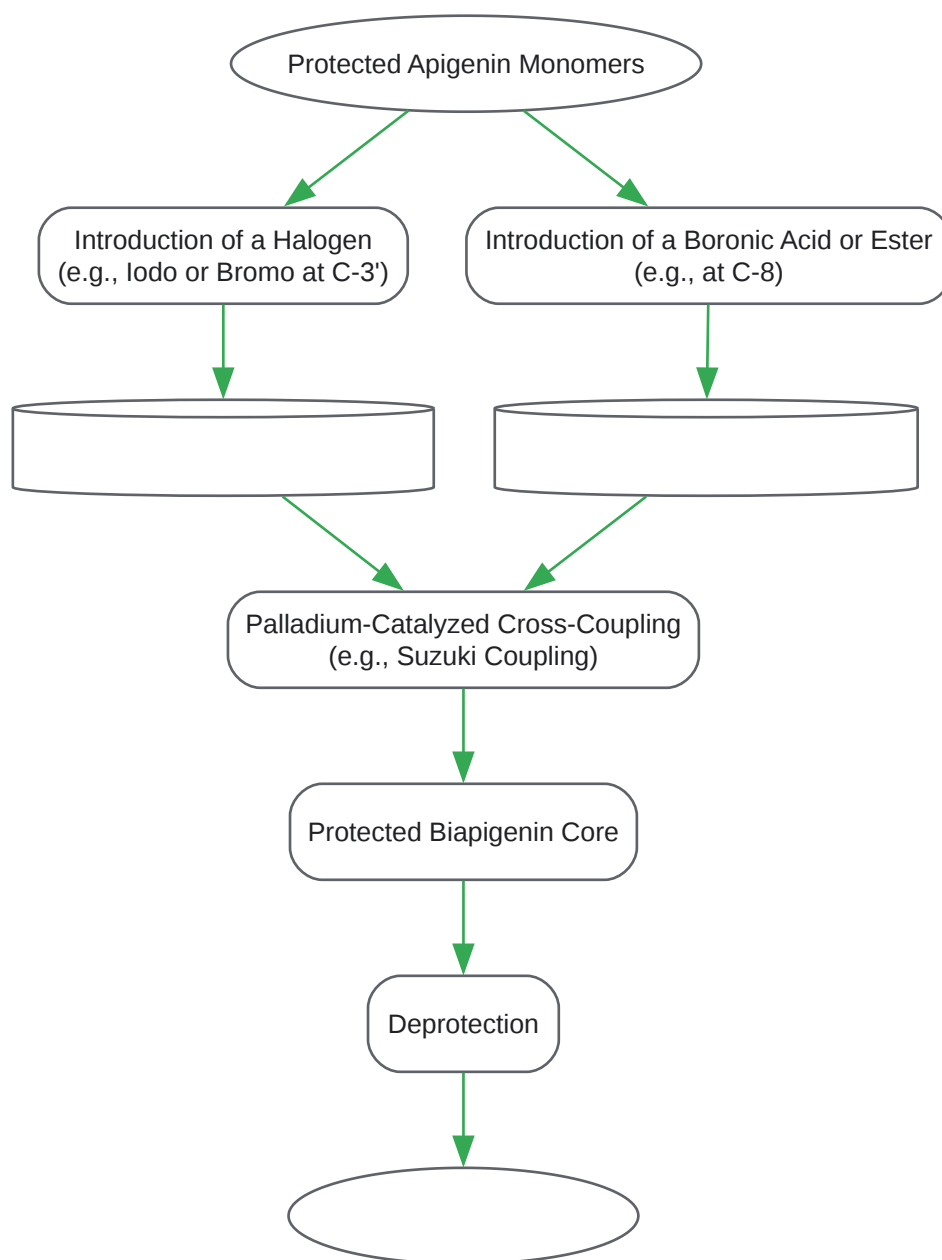 Protected Apigenin Monomers
Introduction of a Halogen
(e.g., Iodo or Bromo at C-3')
Introduction of a Boronic Acid or Ester
(e.g., at C-8)
Palladium-Catalyzed Cross-Coupling
(e.g., Suzuki Coupling)
Protected Biapigenin Core
Deprotection